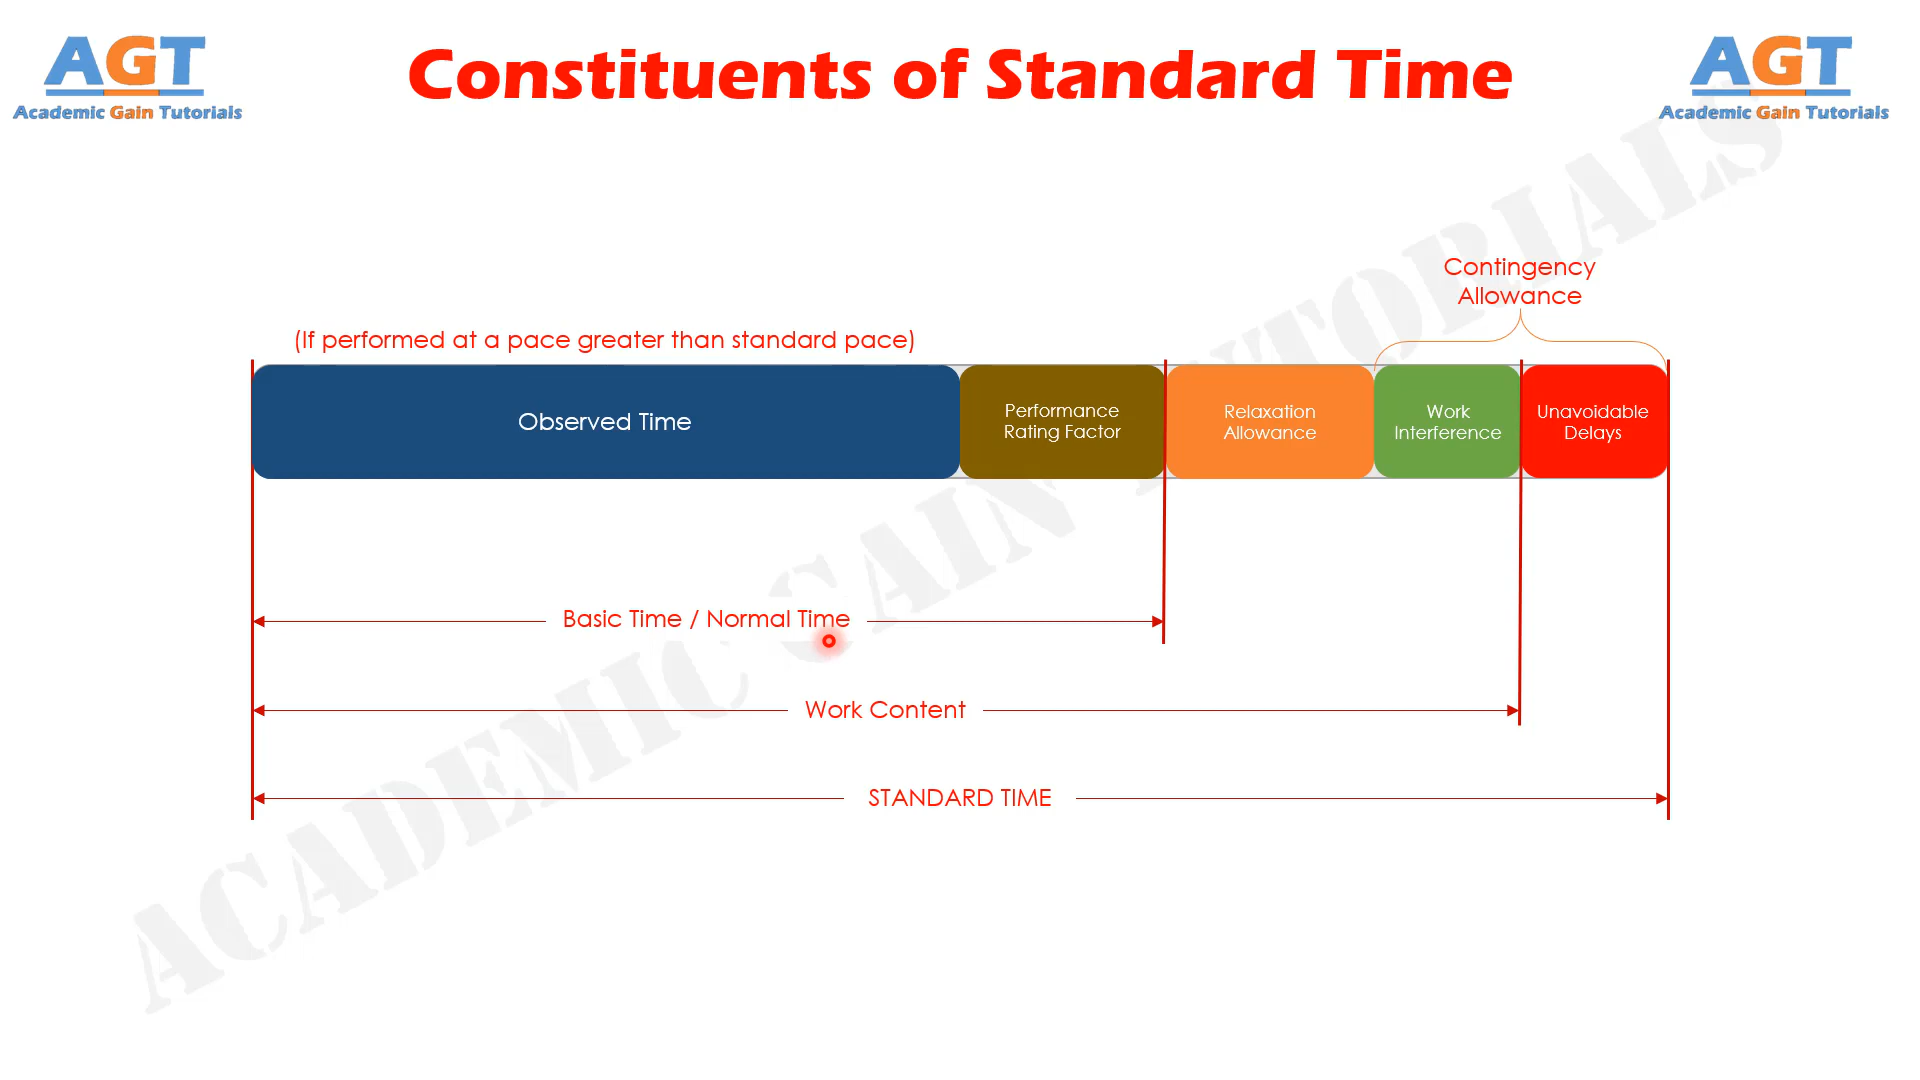 AGT
Academic Gain Tutorials
Constituents of Standard Time
AGT
Academic Gain Tutorials
Contingency
Allowance
(If performed at a pace greater than standard pace)
Observed Time
Performance
Rating Factor
Relaxation
Allowance
Work
Interference
Unavoidable
Delays
Basic Time / Normal Time
Work Content
STANDARD TIME
ACADEMIC GAIN TUTORIALS